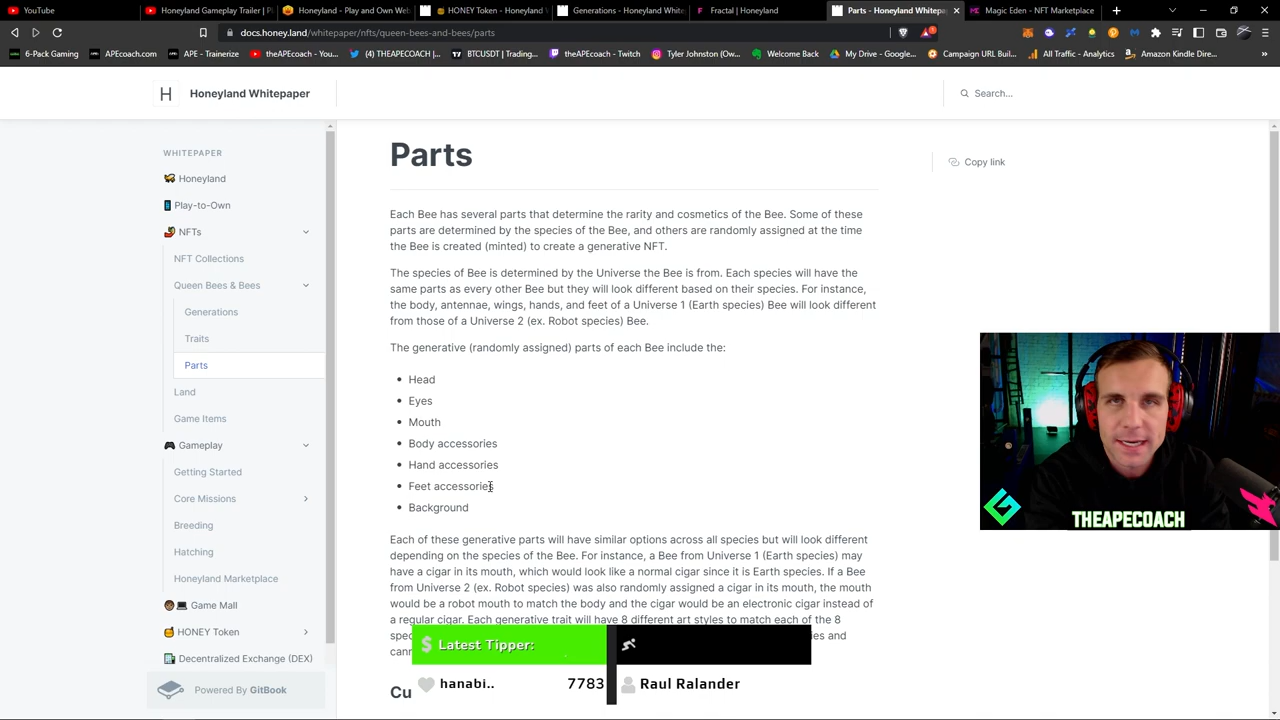 YouTube
Honeyland Gameplay Trailer | Pl
Honeyland - Play and Own Web
HONEY Token - Honeyland W
Generations - Honeyland White
Fractal | Honeyland
Parts - Honeyland Whitepap
Magic Eden - NFT Marketplace
docs.honey.land/whitepaper/nfts/queen-bees-and-bees/parts
6-Pack Gaming
APEcoach.com
APE - Trainerize
theAPEcoach - You...
(4) THEAPECOACH |...
BTCUSDT | Trading...
theAPEcoach - Twitch
Tyler Johnston (Ow...
Welcome Back
My Drive - Google...
Campaign URL Buil...
All Traffic - Analytics
Amazon Kindle Dire...
H
Honeyland Whitepaper
Search...
WHITEPAPER
Honeyland
Play-to-Own
NFTs
NFT Collections
Queen Bees & Bees
Generations
Traits
Parts
Land
Game Items
Gameplay
Getting Started
Core Missions
Breeding
Hatching
Honeyland Marketplace
Game Mall
HONEY Token
Decentralized Exchange (DEX)
Powered By GitBook
Parts
Copy link
Each Bee has several parts that determine the rarity and cosmetics of the Bee. Some of these
parts are determined by the species of the Bee, and others are randomly assigned at the time
the Bee is created (minted) to create a generative NFT.
The species of Bee is determined by the Universe the Bee is from. Each species will have the
same parts as every other Bee but they will look different based on their species. For instance,
the body, antennae, wings, hands, and feet of a Universe 1 (Earth species) Bee will look different
from those of a Universe 2 (ex. Robot species) Bee.
The generative (randomly assigned) parts of each Bee include the:
Head
Eyes
Mouth
Body accessories
Hand accessories
Feet accessories
Background
Each of these generative parts will have similar options across all species but will look different
depending on the species of the Bee. For instance, a Bee from Universe 1 (Earth species) may
have a cigar in its mouth, which would look like a normal cigar since it is Earth species. If a Bee
from Universe 2 (ex. Robot species) was also randomly assigned a cigar in its mouth, the mouth
would be a robot mouth to match the body and the cigar would be an electronic cigar instead of
a regular cigar. Each generative trait will have 8 different art styles to match each of the 8
THEAPECOACH
$ Latest Tipper:
hanabi..
7783
Raul Ralander